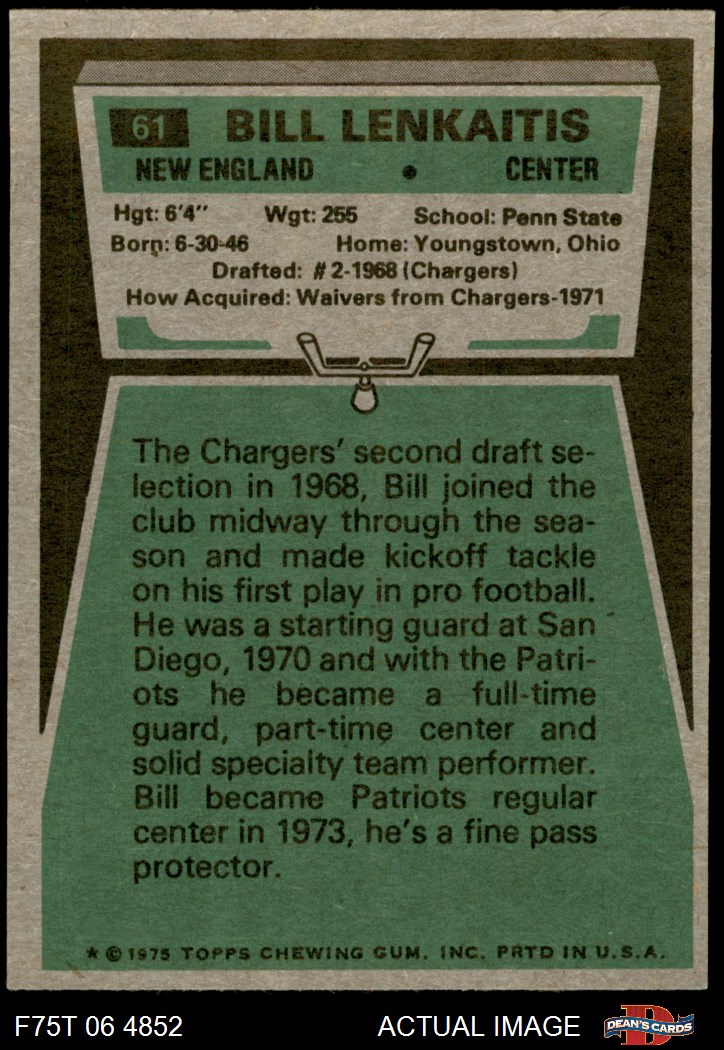 61 BILL LENKAITIS
NEW ENGLAND • CENTER
Hgt: 6'4" Wgt: 255 School: Penn State
Born: 6-30-46 Home: Youngstown, Ohio
Drafted: #2-1968 (Chargers)
How Acquired: Waivers from Chargers-1971
The Chargers' second draft se-
lection in 1968, Bill joined the
club midway through the sea-
son and made kickoff tackle
on his first play in pro football.
He was a starting guard at San
Diego, 1970 and with the Patri-
ots he became a full-time
guard, part-time center and
solid specialty team performer.
Bill became Patriots regular
center in 1973, he's a fine pass
protector.
* © 1975 TOPPS CHEWING GUM, INC. PRTD IN U.S.A.
F75T 06 4852 ACTUAL IMAGE D DEAN'S CARDS